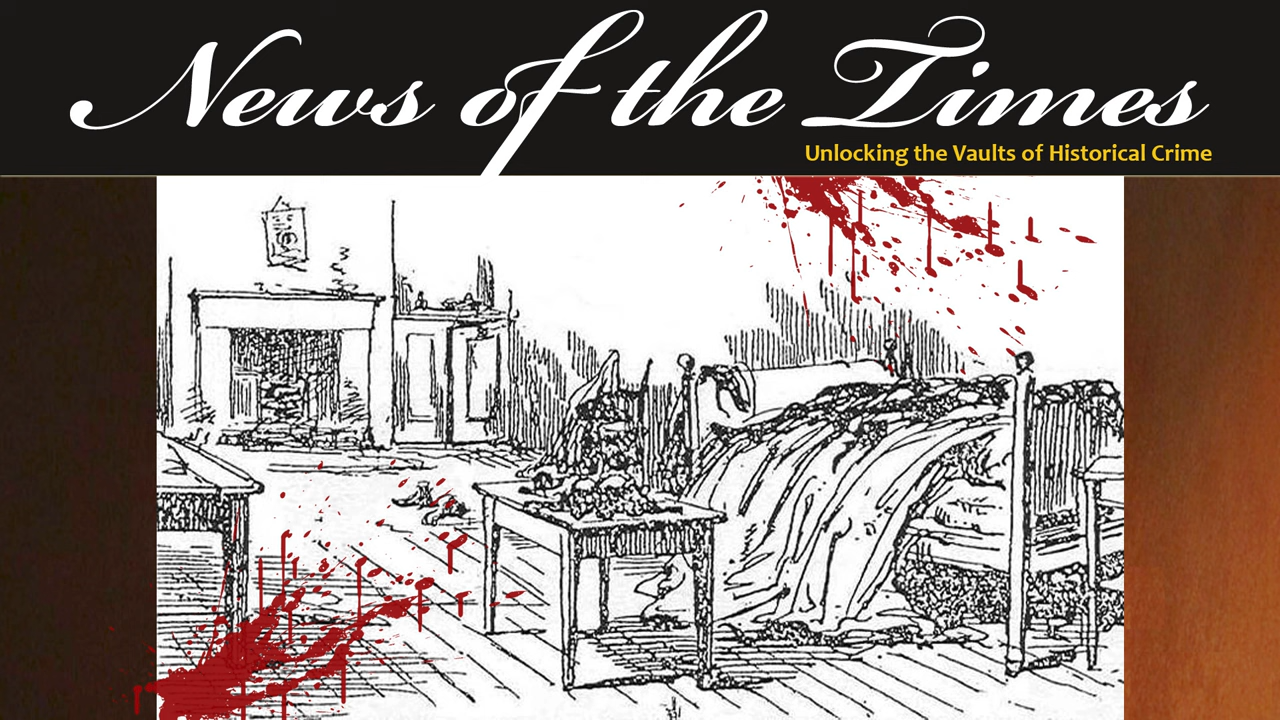 News of the Times
Unlocking the Vaults of Historical Crime